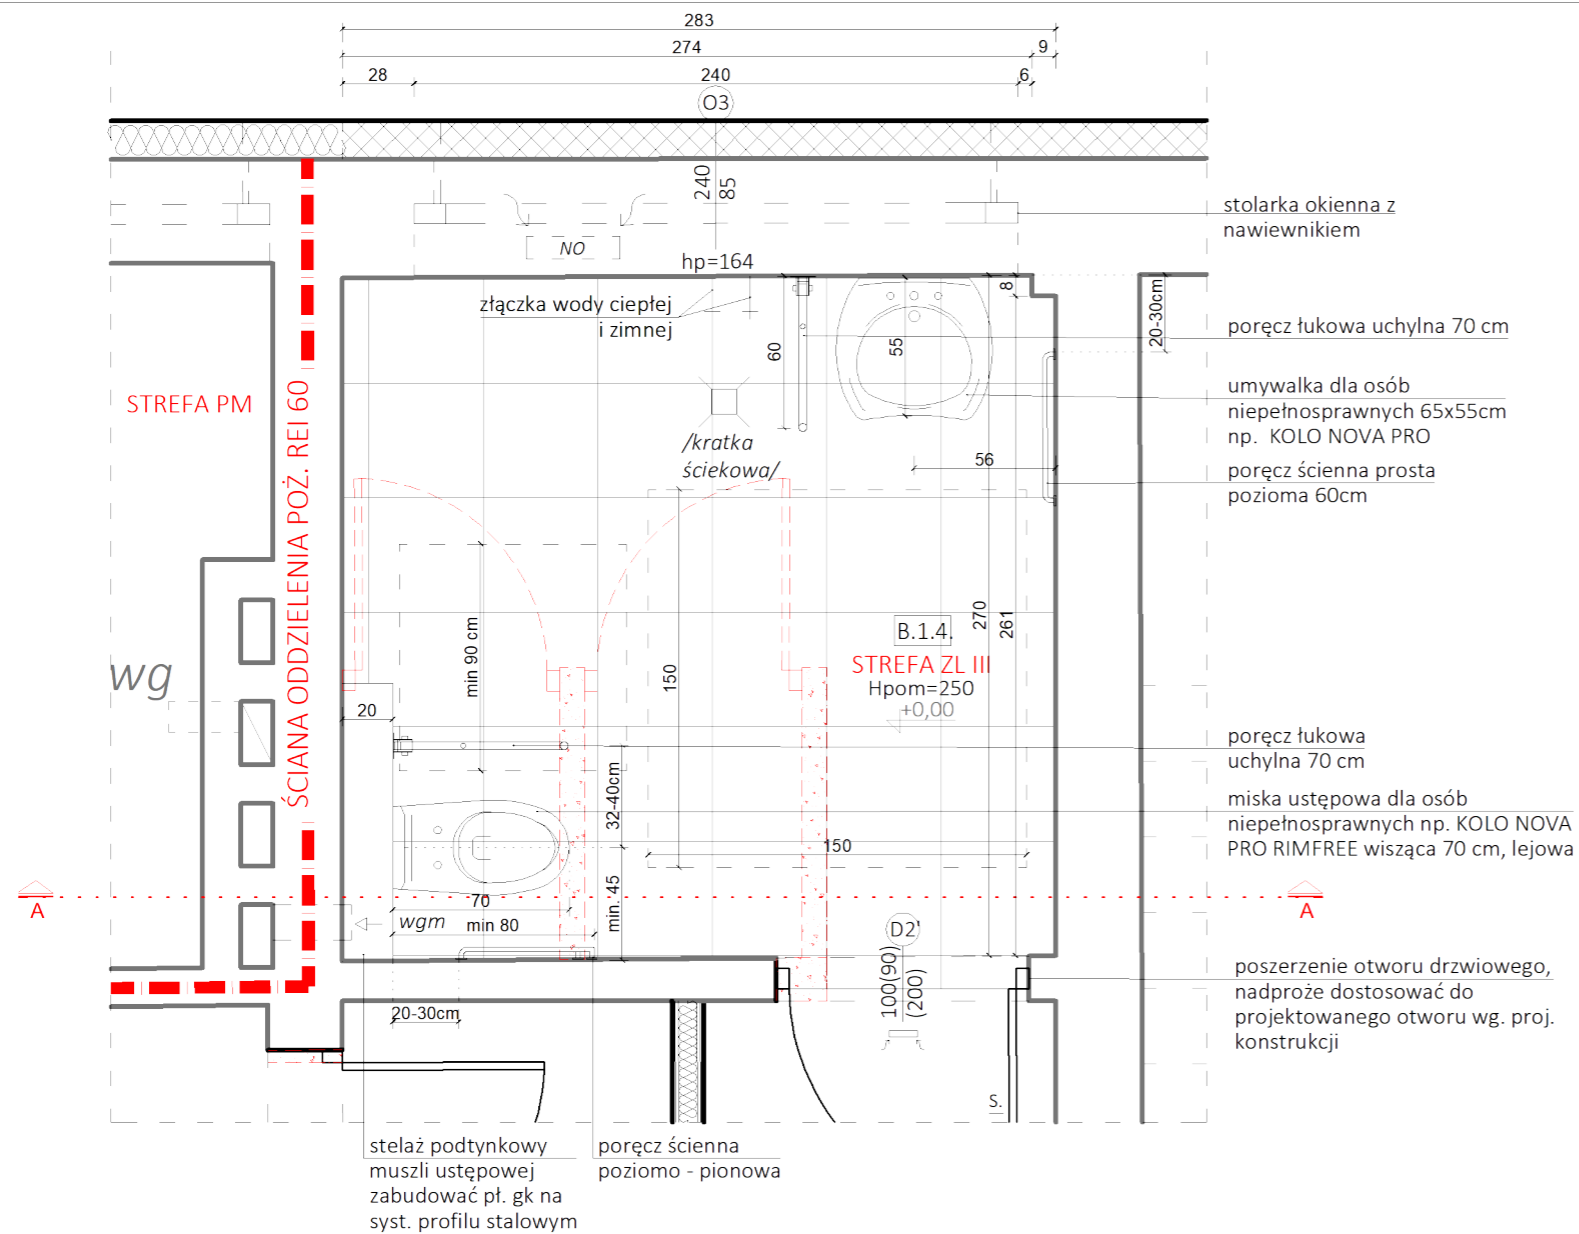 283
274
9
28
240
6
O3
240
85
stolarka okienna z
nawiewnikiem
NO
hp=164
8
20-30cm
złączka wody ciepłej
i zimnej
poręcz łukowa uchylna 70 cm
60
55
STREFA PM
ŚCIANA ODDZIELENIA POŻ. REI 60
umywalka dla osób
niepełnosprawnych 65x55cm
np. KOLO NOVA PRO
/kratka
ściekowa/
56
poręcz ścienna prosta
pozioma 60cm
min 90 cm
150
270
261
B.1.4.
STREFA ZL III
Hpom=250
+0,00
wg
20
poręcz łukowa
uchylna 70 cm
32-40cm
miska ustępowa dla osób
niepełnosprawnych np. KOLO NOVA
PRO RIMFREE wisząca 70 cm, lejowa
150
A
70
wgm
min 80
min. 45
A
D2'
100(90)
(200)
poszerzenie otworu drzwiowego,
nadproże dostosować do
projektowanego otworu wg. proj.
konstrukcji
20-30cm
S.
stelaż podtynkowy
muszli ustępowej
zabudować pł. gk na
syst. profilu stalowym
poręcz ścienna
poziomo - pionowa